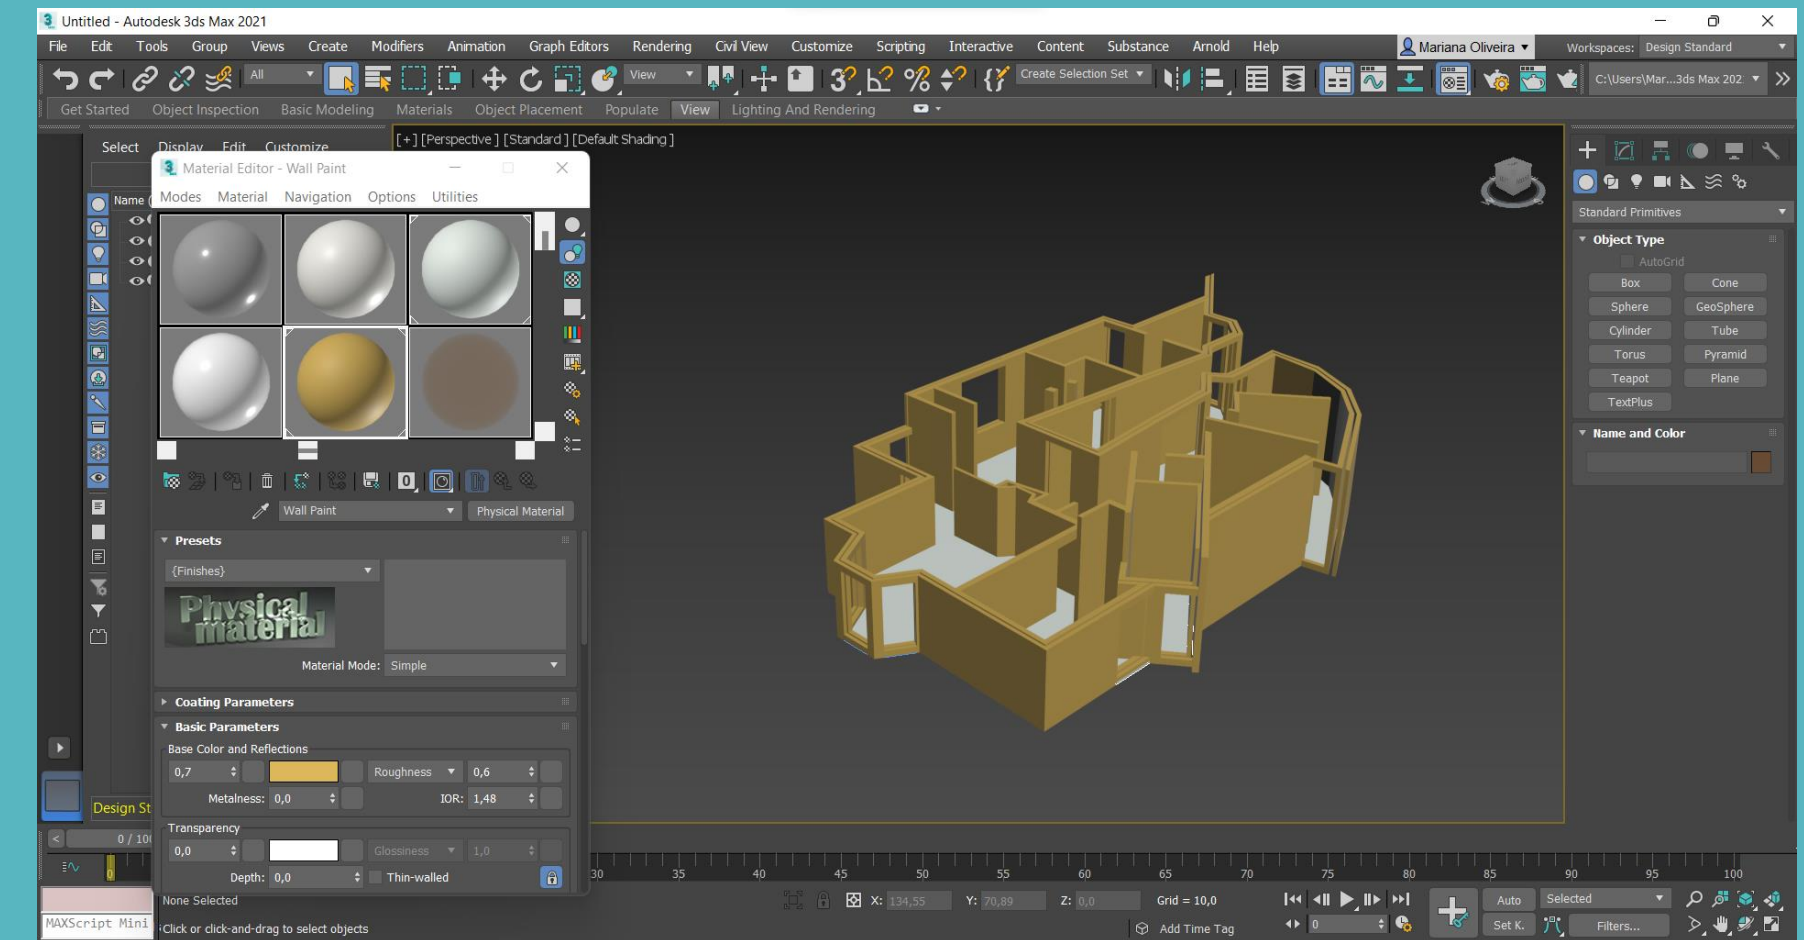 Untitled - Autodesk 3ds Max 2021
File Edit Tools Group Views Create Modifiers Animation Graph Editors Rendering Civil View Customize Scripting Interactive Content Substance Arnold Help Mariana Oliveira Workspaces: Design Standard
All View Create Selection Set C:\Users\Mar...3ds Max 202
Get Started Object Inspection Basic Modeling Materials Object Placement Populate View Lighting And Rendering
[+] [Perspective] [Standard] [Default Shading]
Select Display Edit Customize
Material Editor - Wall Paint
Modes Material Navigation Options Utilities
Name
Wall Paint Physical Material
Presets
{Finishes}
Physical material
Material Mode: Simple
Coating Parameters
Basic Parameters
Base Color and Reflections
0,7 Roughness 0,6
Metalness: 0,0 IOR: 1,48
Transparency
0,0 Glossiness 1,0
Depth: 0,0 Thin-walled
Standard Primitives
Object Type
AutoGrid
Box Cone
Sphere GeoSphere
Cylinder Tube
Torus Pyramid
Teapot Plane
TextPlus
Name and Color
Design St
0 / 100
0 30 35 40 45 50 55 60 65 70 75 80 85 90 95 100
None Selected X: 134,55 Y: 70,89 Z: 0,0 Grid = 10,0 Auto Selected
MAXScript Mini Click or click-and-drag to select objects Add Time Tag 0 Set K. Filters...